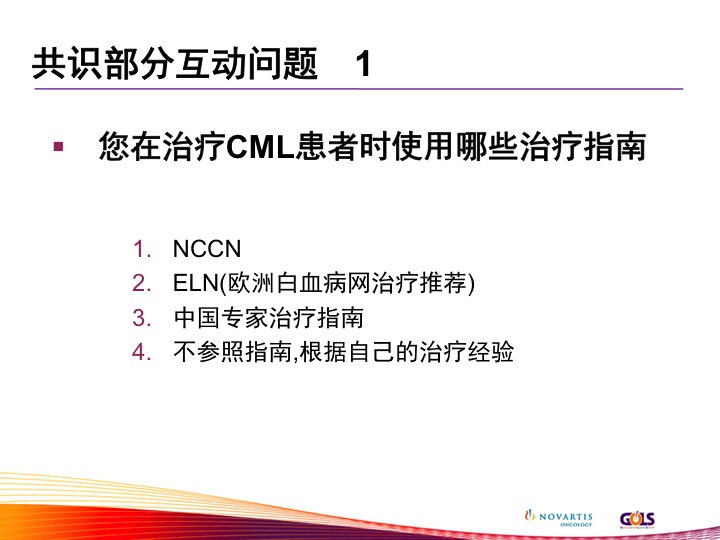 共识部分互动问题 1
▪ 您在治疗CML患者时使用哪些治疗指南
1. NCCN
2. ELN(欧洲白血病网治疗推荐)
3. 中国专家治疗指南
4. 不参照指南,根据自己的治疗经验
NOVARTIS
ONCOLOGY
GOLS